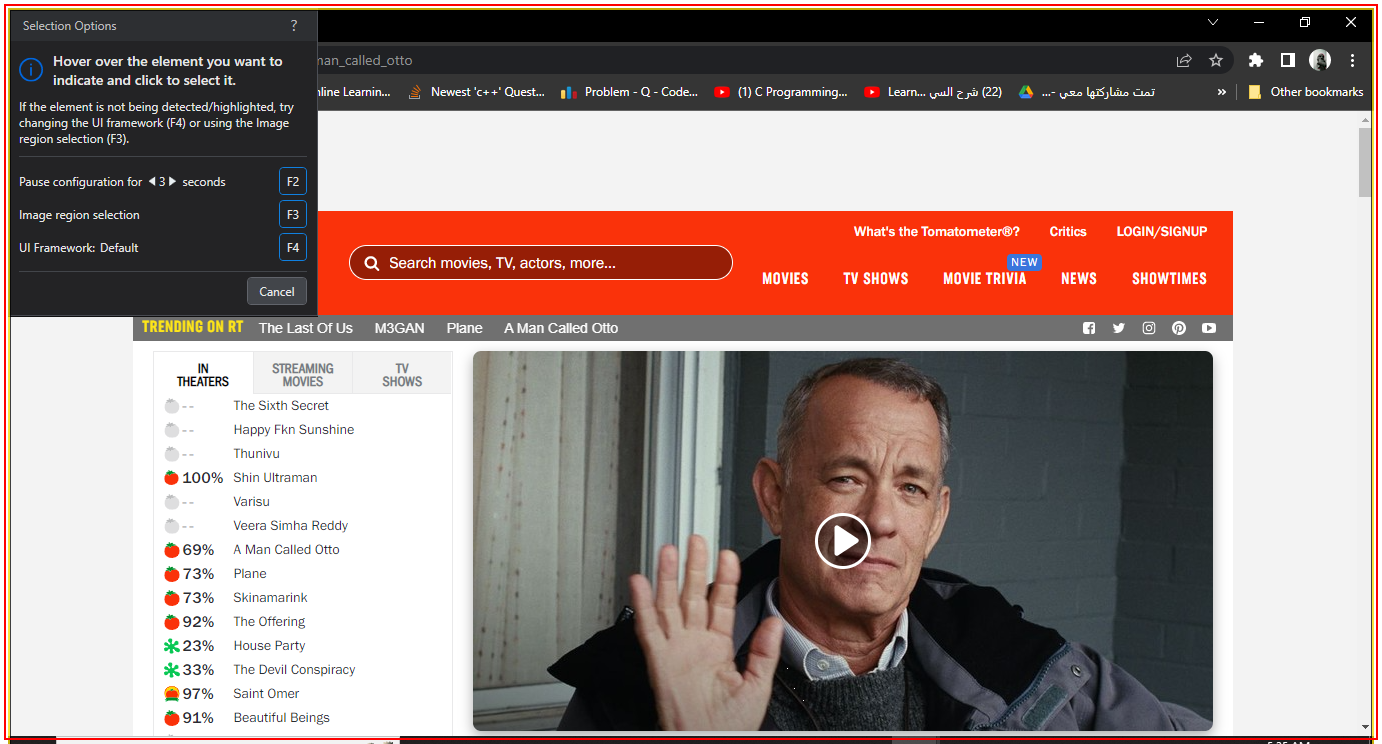 Selection Options ?
Hover over the element you want to
indicate and click to select it.
If the element is not being detected/highlighted, try
changing the UI framework (F4) or using the Image
region selection (F3).
Pause configuration for 3 seconds F2
Image region selection F3
UI Framework: Default F4
Cancel
man_called_otto
nline Learnin... Newest 'c++' Quest... Problem - Q - Code... (1) C Programming... Learn... شرح السي (22) تمت مشاركتها معي -... » Other bookmarks
What's the Tomatometer®? Critics LOGIN/SIGNUP
Search movies, TV, actors, more...
NEW
MOVIES TV SHOWS MOVIE TRIVIA NEWS SHOWTIMES
TRENDING ON RT The Last Of Us M3GAN Plane A Man Called Otto
IN
THEATERS
STREAMING
MOVIES
TV
SHOWS
-- The Sixth Secret
-- Happy Fkn Sunshine
-- Thunivu
100% Shin Ultraman
-- Varisu
-- Veera Simha Reddy
69% A Man Called Otto
73% Plane
73% Skinamarink
92% The Offering
23% House Party
33% The Devil Conspiracy
97% Saint Omer
91% Beautiful Beings